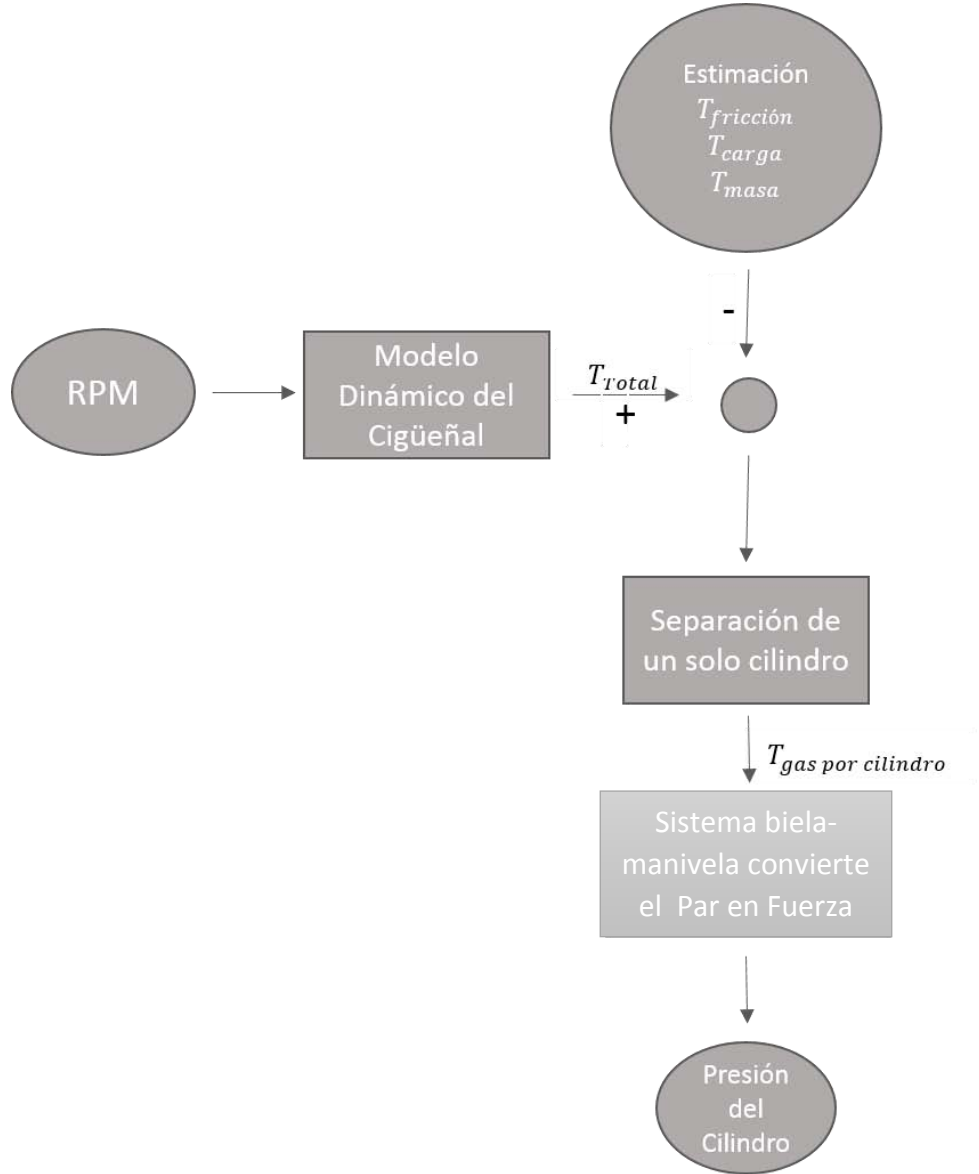 Estimación
T_fricción
T_carga
T_masa
-
RPM
Modelo
Dinámico del
Cigüeñal
T_Total
+
Separación de
un solo cilindro
T_gas por cilindro
Sistema biela-
manivela convierte
el Par en Fuerza
Presión
del
Cilindro